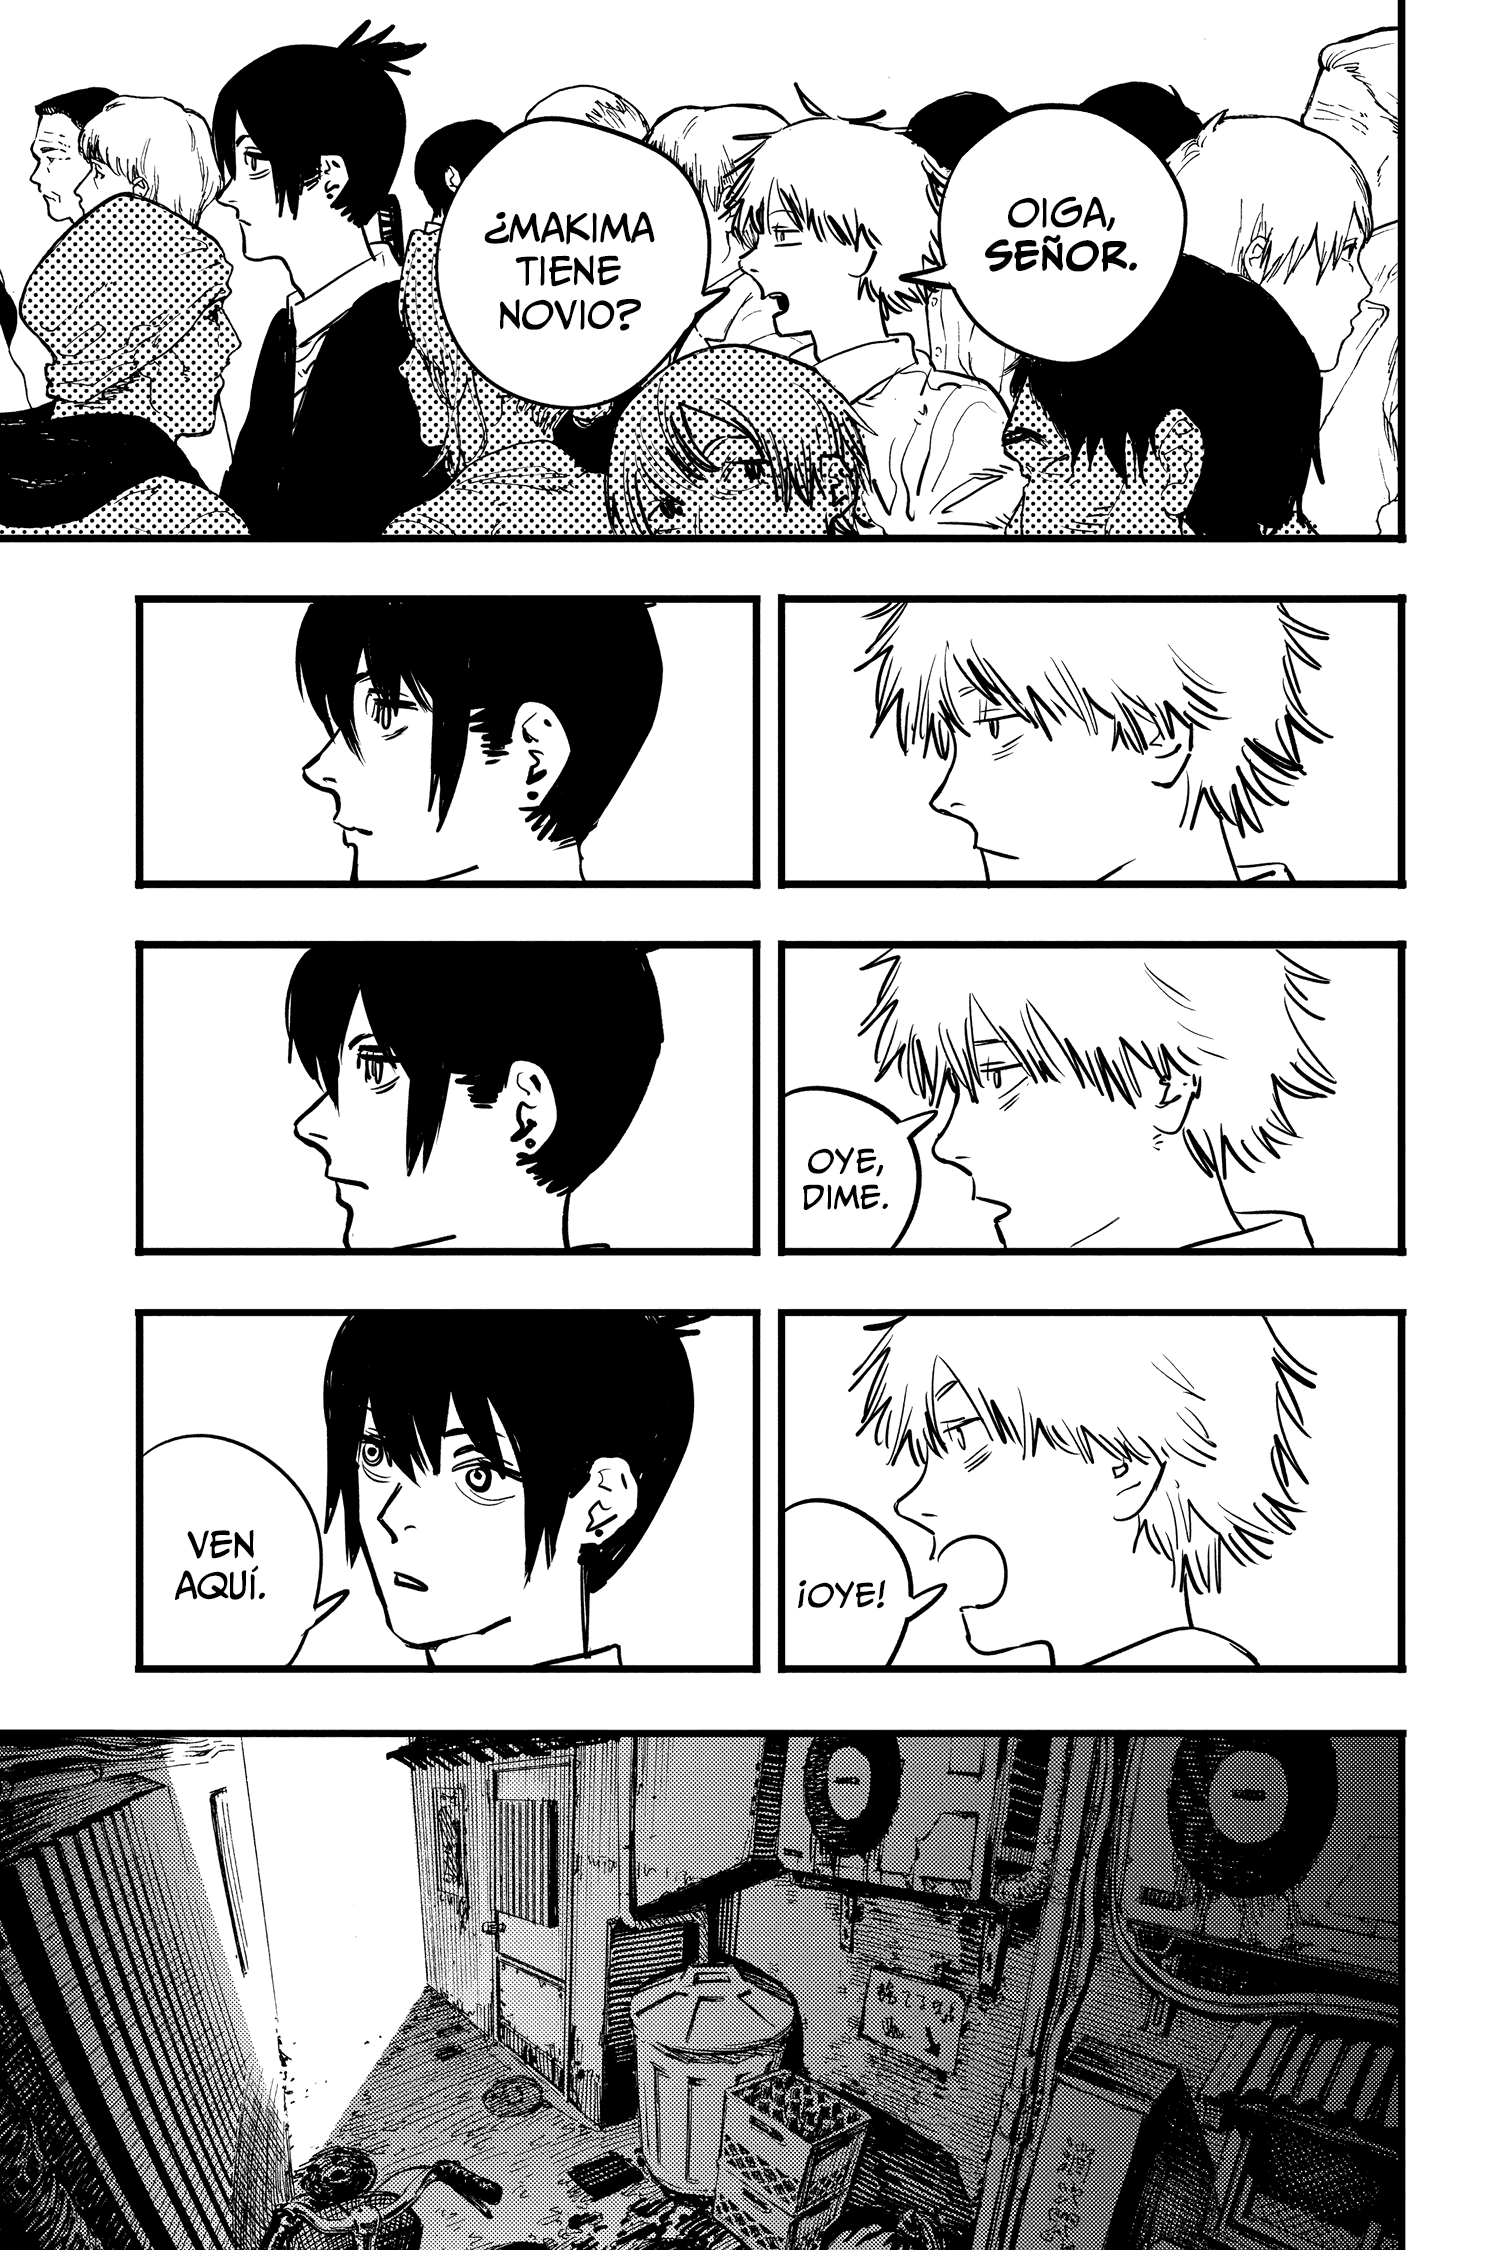 OIGA,
SEÑOR.
¿MAKIMA
TIENE
NOVIO?
OYE,
DIME.
¡OYE!
VEN
AQUÍ.